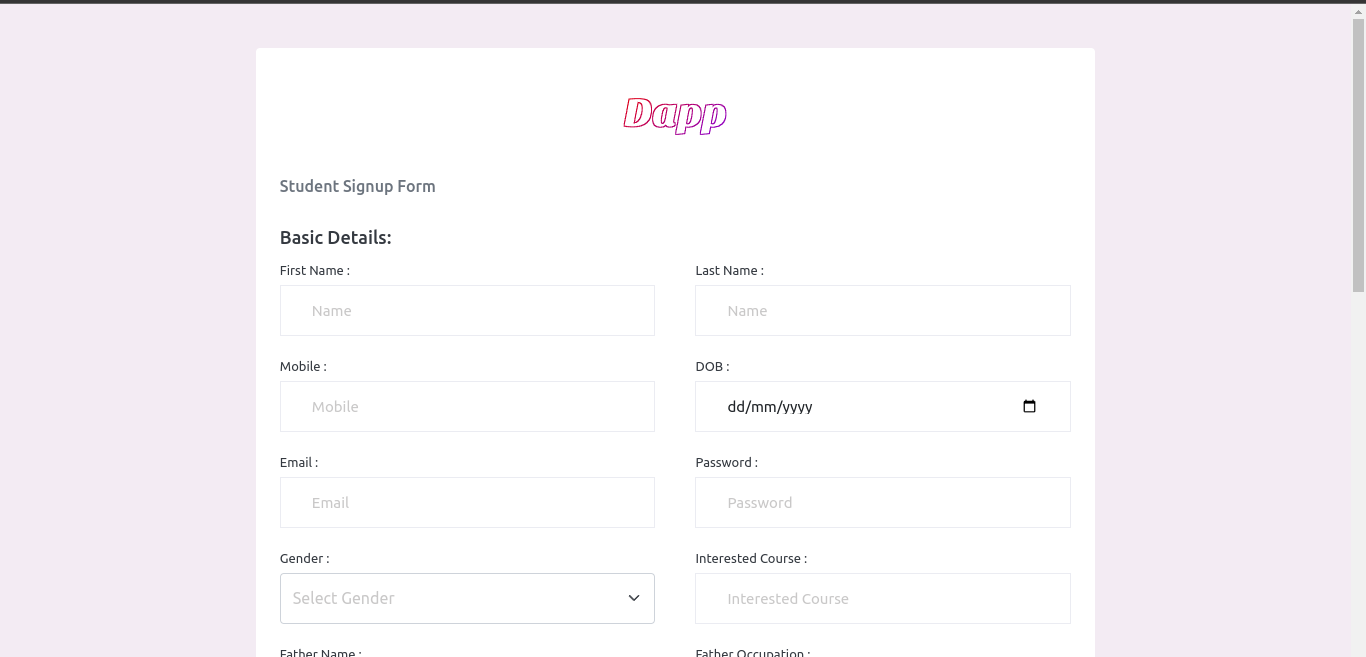 Dapp
Student Signup Form
Basic Details:
First Name :
Last Name :
Name
Name
Mobile :
DOB :
Mobile
dd/mm/yyyy
Email :
Password :
Email
Password
Gender :
Interested Course :
Select Gender
Interested Course
Father Name :
Father Occupation :